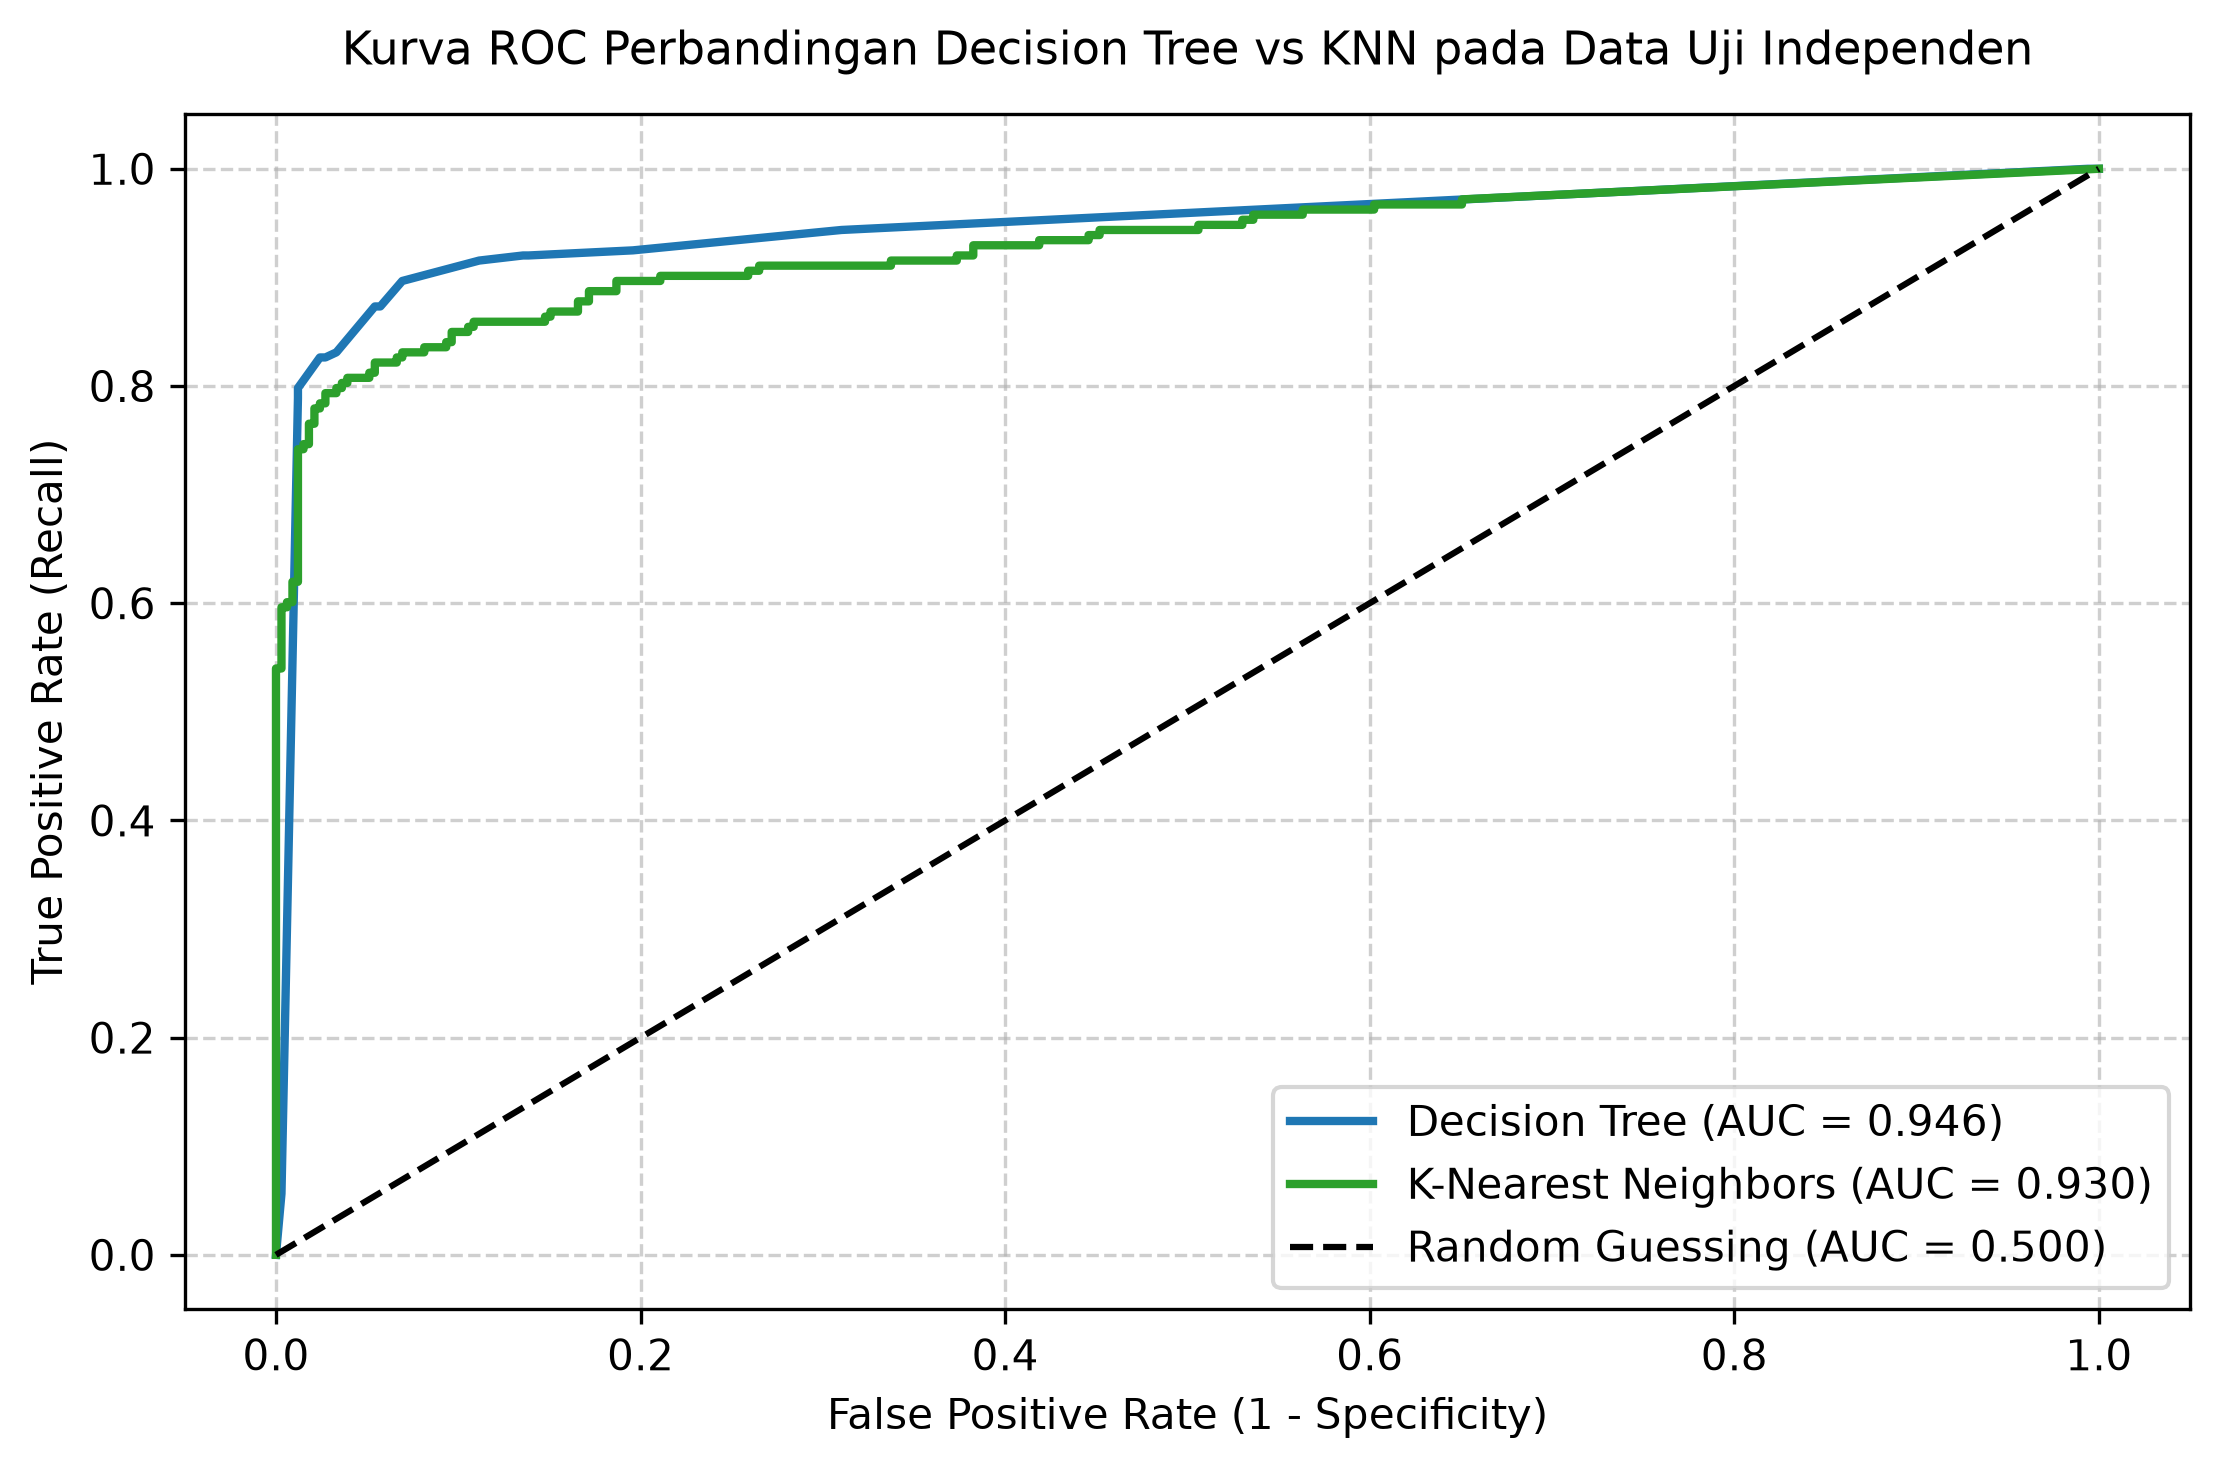 Kurva ROC Perbandingan Decision Tree vs KNN pada Data Uji Independen
True Positive Rate (Recall)
1.0
0.8
0.6
0.4
0.2
0.0
Decision Tree (AUC = 0.946)
K-Nearest Neighbors (AUC = 0.930)
Random Guessing (AUC = 0.500)
0.0 0.2 0.4 0.6 0.8 1.0
False Positive Rate (1 - Specificity)